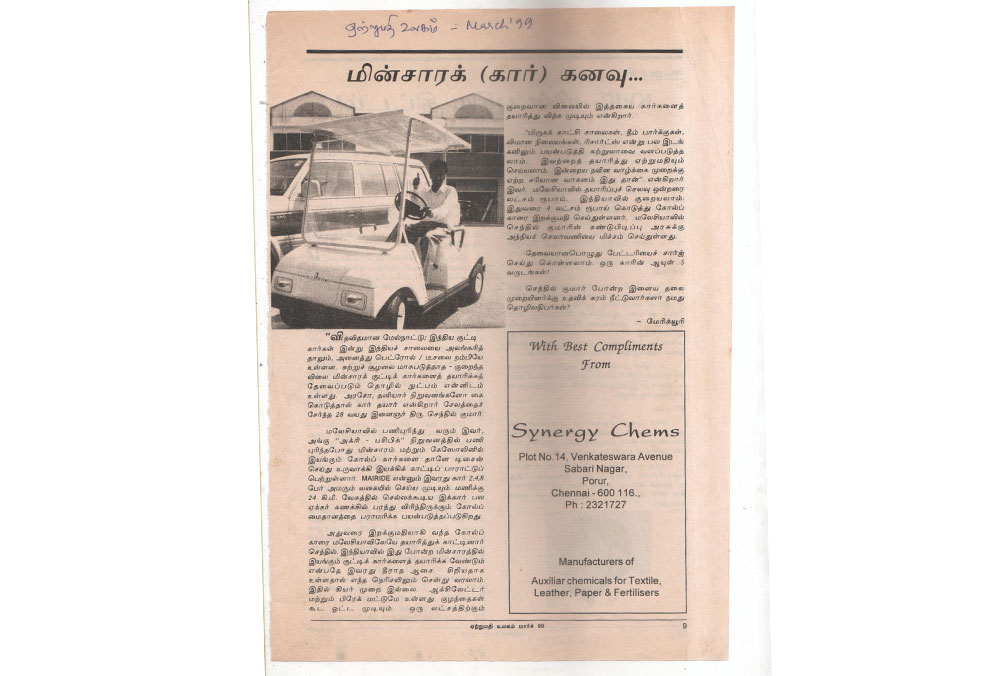 ஏற்றுமதி உலகம் – March'99
மின்சாரக் (கார்) கனவு...
"விதவிதமான மேல்நாட்டு; இந்திய குட்டி
கார்கள் இன்று இந்தியச் சாலையை அலங்கரித்
தாலும், அனைத்து பெட்ரோல் / டீசலை நம்பியே
உள்ளன. சுற்றுச் சூழலை மாசுபடுத்தாத - குறைந்த
விலை மின்சாரக் குட்டிக் கார்களைத் தயாரிக்கத்
தேவைப்படும் தொழில் நுட்பம் என்னிடம்
உள்ளது. அரசோ, தனியார் நிறுவனங்களோ கை
கொடுத்தால் கார் தயார் என்கிறார் சேலத்தைச்
சேர்ந்த 28 வயது இளைஞர் திரு. செந்தில் குமார்.
மலேசியாவில் பணிபுரிந்து வரும் இவர்,
அங்கு "அக்ரி - பசிபிக்" நிறுவனத்தில் பணி
புரிந்தபோது மின்சாரம் மற்றும் கேஸோலினில்
இயங்கும் கோல்ப் கார்களை தானே டிசைன்
செய்து உருவாக்கி இயக்கிக் காட்டிப் பாராட்டுப்
பெற்றுள்ளார். MAIRIDE என்னும் இவரது கார் 2,4,6
பேர் அமரும் வகையில் செய்ய முடியும். மணிக்கு
24 கி.மீ. வேகத்தில் செல்லக்கூடிய இக்கார் பல
ஏக்கர் கணக்கில் பரந்து விரிந்திருக்கும் கோல்ப்
மைதானத்தை பராமரிக்க பயன்படுத்தப்படுகிறது.
அதுவரை இறக்குமதியாகி வந்த கோல்ப்
காரை மலேசியாவிலேயே தயாரித்துக் காட்டினார்
செந்தில். இந்தியாவில் இது போன்ற மின்சாரத்தில்
இயங்கும் குட்டிக் கார்களைத் தயாரிக்க வேண்டும்
என்பதே இவரது தீராத ஆசை. சிறியதாக
உள்ளதால் எந்த நெரிசலிலும் சென்று வரலாம்.
இதில் கியர் முறை இல்லை. ஆக்சிலேட்டர்
மற்றும் பிரேக் மட்டுமே உள்ளது. குழந்தைகள்
கூட ஓட்ட முடியும். ஒரு லட்சத்திற்கும்
குறைவான விலையில் இத்தகைய கார்களைத்
தயாரித்து விற்க முடியும் என்கிறார்.
"மிருகக் காட்சி சாலைகள், தீம் பார்க்குகள்,
விமான நிலையங்கள், ரிசார்ட்ஸ் என்று பல இடங்
களிலும் பயன்படுத்தி சுற்றுலாவை வளப்படுத்த
லாம். இவற்றைத் தயாரித்து ஏற்றுமதியும்
செய்யலாம். இன்றைய நவீன வாழ்க்கை முறைக்கு
ஏற்ற சரியான வாகனம் இது தான்" என்கிறார்
இவர். மலேசியாவில் தயாரிப்புச் செலவு ஒன்றரை
லட்சம் ரூபாய். இந்தியாவில் குறையலாம்.
இதுவரை 4 லட்சம் ரூபாய் கொடுத்து கோல்ப்
காரை இறக்குமதி செய்துள்ளனர். மலேசியாவில்
செந்தில் குமாரின் கண்டுபிடிப்பு அரசுக்கு
அந்நியச் செலாவணியை மிச்சம் செய்துள்ளது.
தேவையானபொழுது பேட்டரியைச் சார்ஜ்
செய்து கொள்ளலாம். ஒரு காரின் ஆயுள் 5
வருடங்கள்!
செந்தில் குமார் போன்ற இளைய தலை
முறையினர்க்கு உதவிக் கரம் நீட்டுவார்களா நமது
தொழிலதிபர்கள்?
– மேரிக்யூரி
With Best Compliments
From
Synergy Chems
Plot No.14, Venkateswara Avenue
Sabari Nagar,
Porur,
Chennai - 600 116.,
Ph : 2321727
Manufacturers of
Auxiliar chemicals for Textile,
Leather, Paper & Fertilisers
ஏற்றுமதி உலகம் மார்ச் 99
9